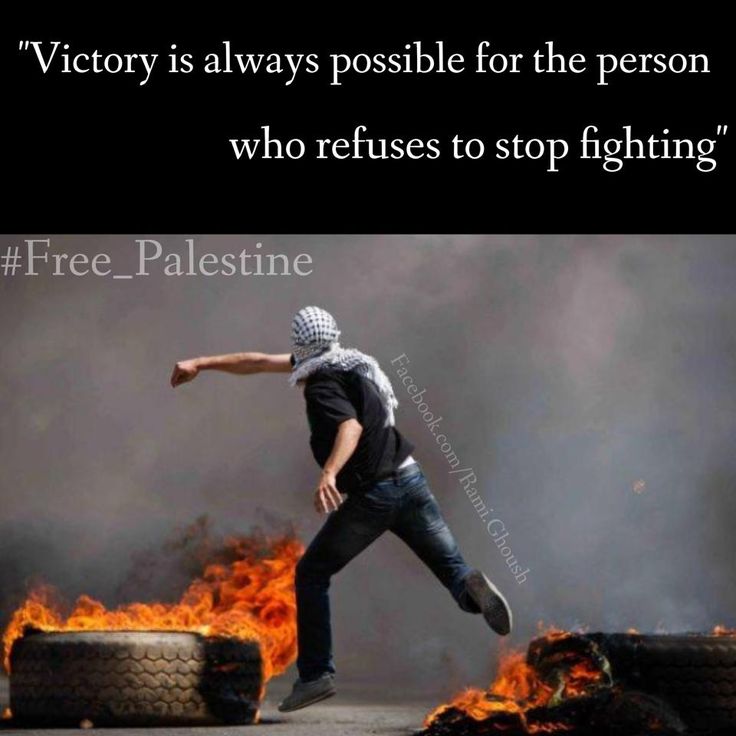 "Victory is always possible for the person
who refuses to stop fighting"
#Free_Palestine
Facebook.com/Rami.Ghoush